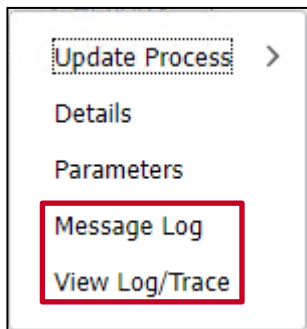 Update Process
Details
Parameters
Message Log
View Log/Trace